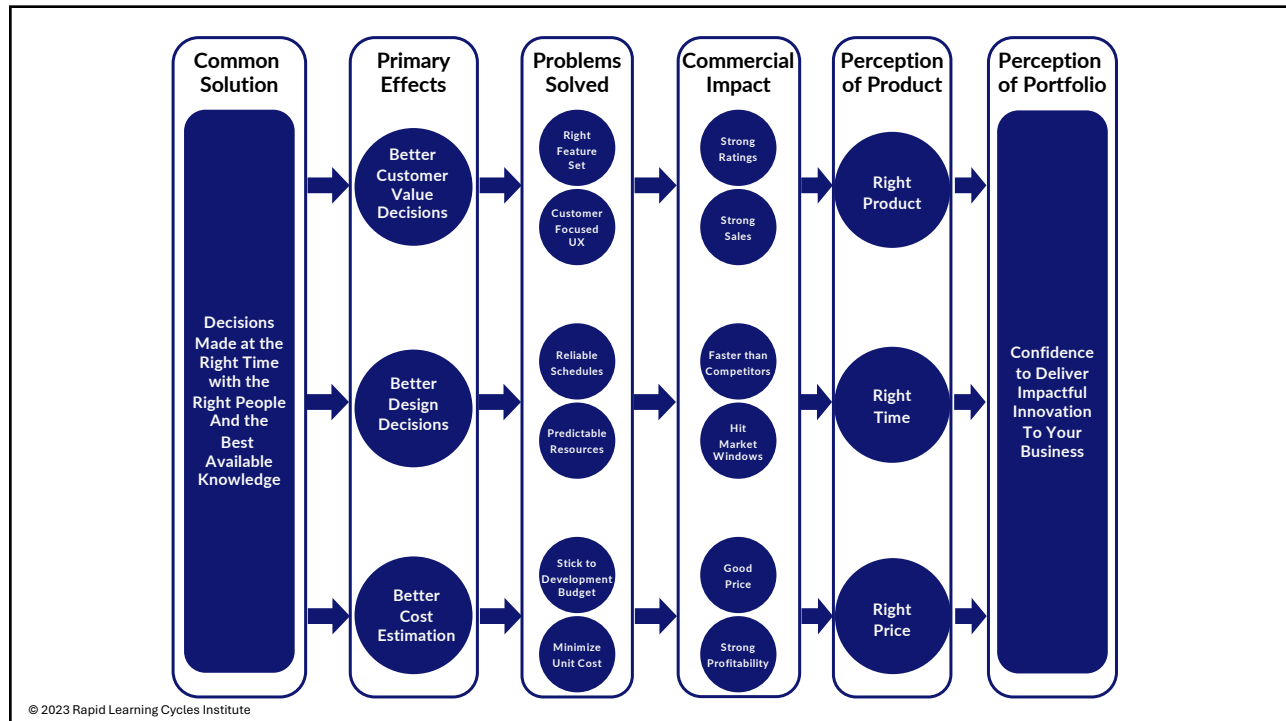 Common
Solution
Decisions
Made at the
Right Time
with the
Right People
And the
Best
Available
Knowledge
Primary
Effects
Better
Customer
Value
Decisions
Better
Design
Decisions
Better
Cost
Estimation
Problems
Solved
Right
Feature
Set
Customer
Focused
UX
Reliable
Schedules
Predictable
Resources
Stick to
Development
Budget
Minimize
Unit Cost
Commercial
Impact
Strong
Ratings
Strong
Sales
Faster than
Competitors
Hit
Market
Windows
Good
Price
Strong
Profitability
Perception
of Product
Right
Product
Right
Time
Right
Price
Perception
of Portfolio
Confidence
to Deliver
Impactful
Innovation
To Your
Business
© 2023 Rapid Learning Cycles Institute